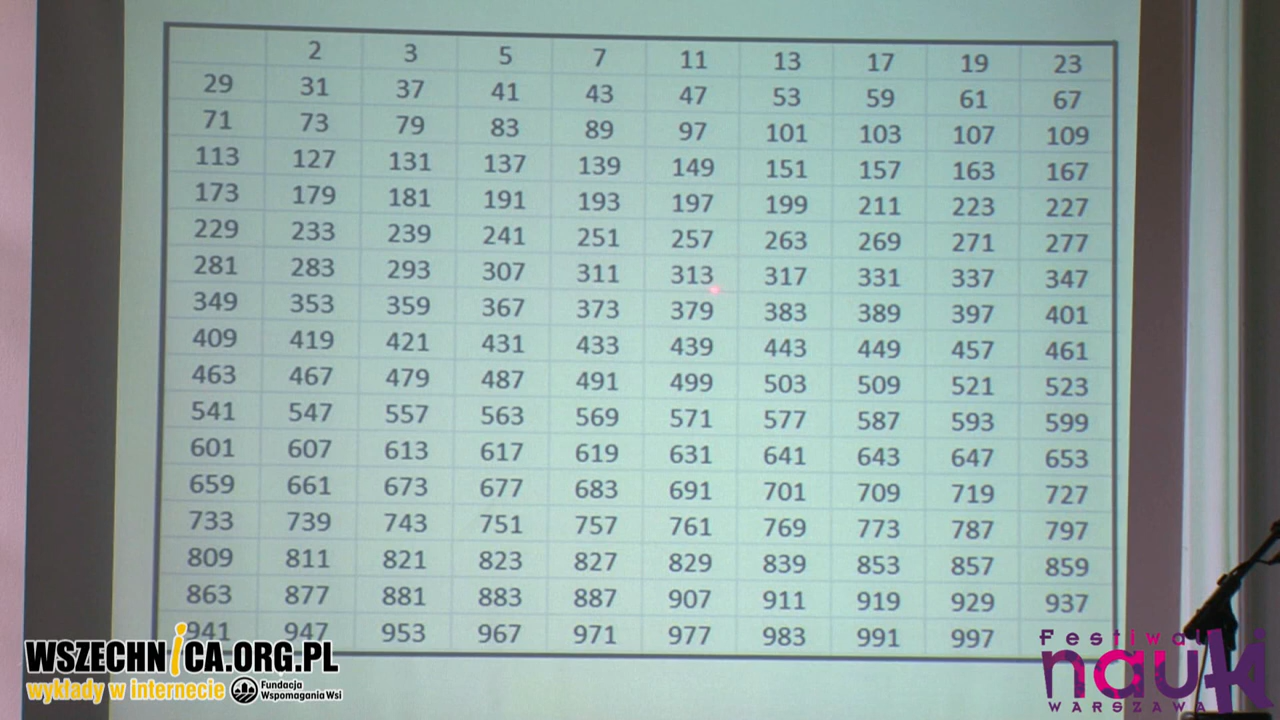 2 3 5 7 11 13 17 19 23
29 31 37 41 43 47 53 59 61 67
71 73 79 83 89 97 101 103 107 109
113 127 131 137 139 149 151 157 163 167
173 179 181 191 193 197 199 211 223 227
229 233 239 241 251 257 263 269 271 277
281 283 293 307 311 313 317 331 337 347
349 353 359 367 373 379 383 389 397 401
409 419 421 431 433 439 443 449 457 461
463 467 479 487 491 499 503 509 521 523
541 547 557 563 569 571 577 587 593 599
601 607 613 617 619 631 641 643 647 653
659 661 673 677 683 691 701 709 719 727
733 739 743 751 757 761 769 773 787 797
809 811 821 823 827 829 839 853 857 859
863 877 881 883 887 907 911 919 929 937
941 947 953 967 971 977 983 991 997
WSZECHNICA.ORG.PL
wykłady w internecie
Fundacja
Wspomagania Wsi
Festiwal
nauki
WARSZAWA